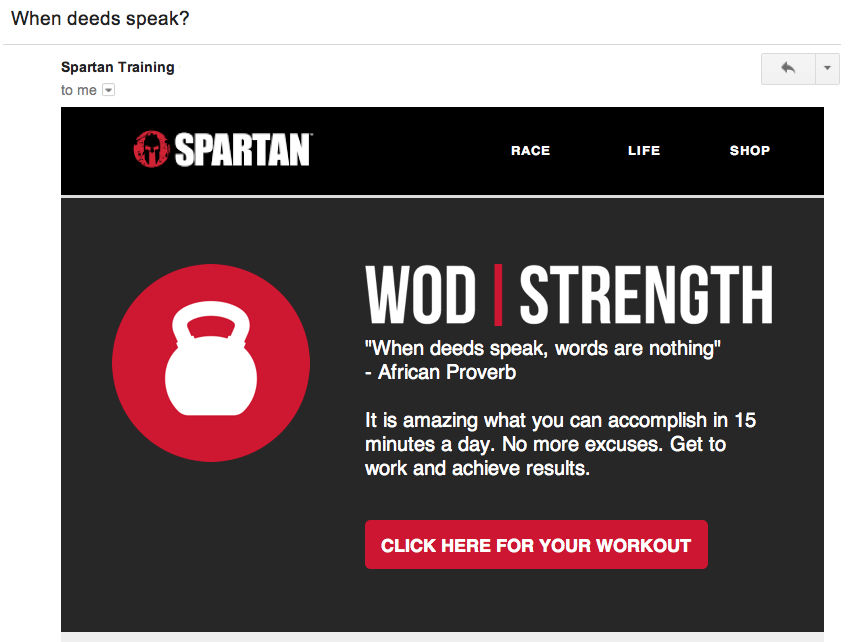 When deeds speak?
Spartan Training
to me
SPARTAN
RACE LIFE SHOP
WOD | STRENGTH
"When deeds speak, words are nothing"
- African Proverb
It is amazing what you can accomplish in 15
minutes a day. No more excuses. Get to
work and achieve results.
CLICK HERE FOR YOUR WORKOUT